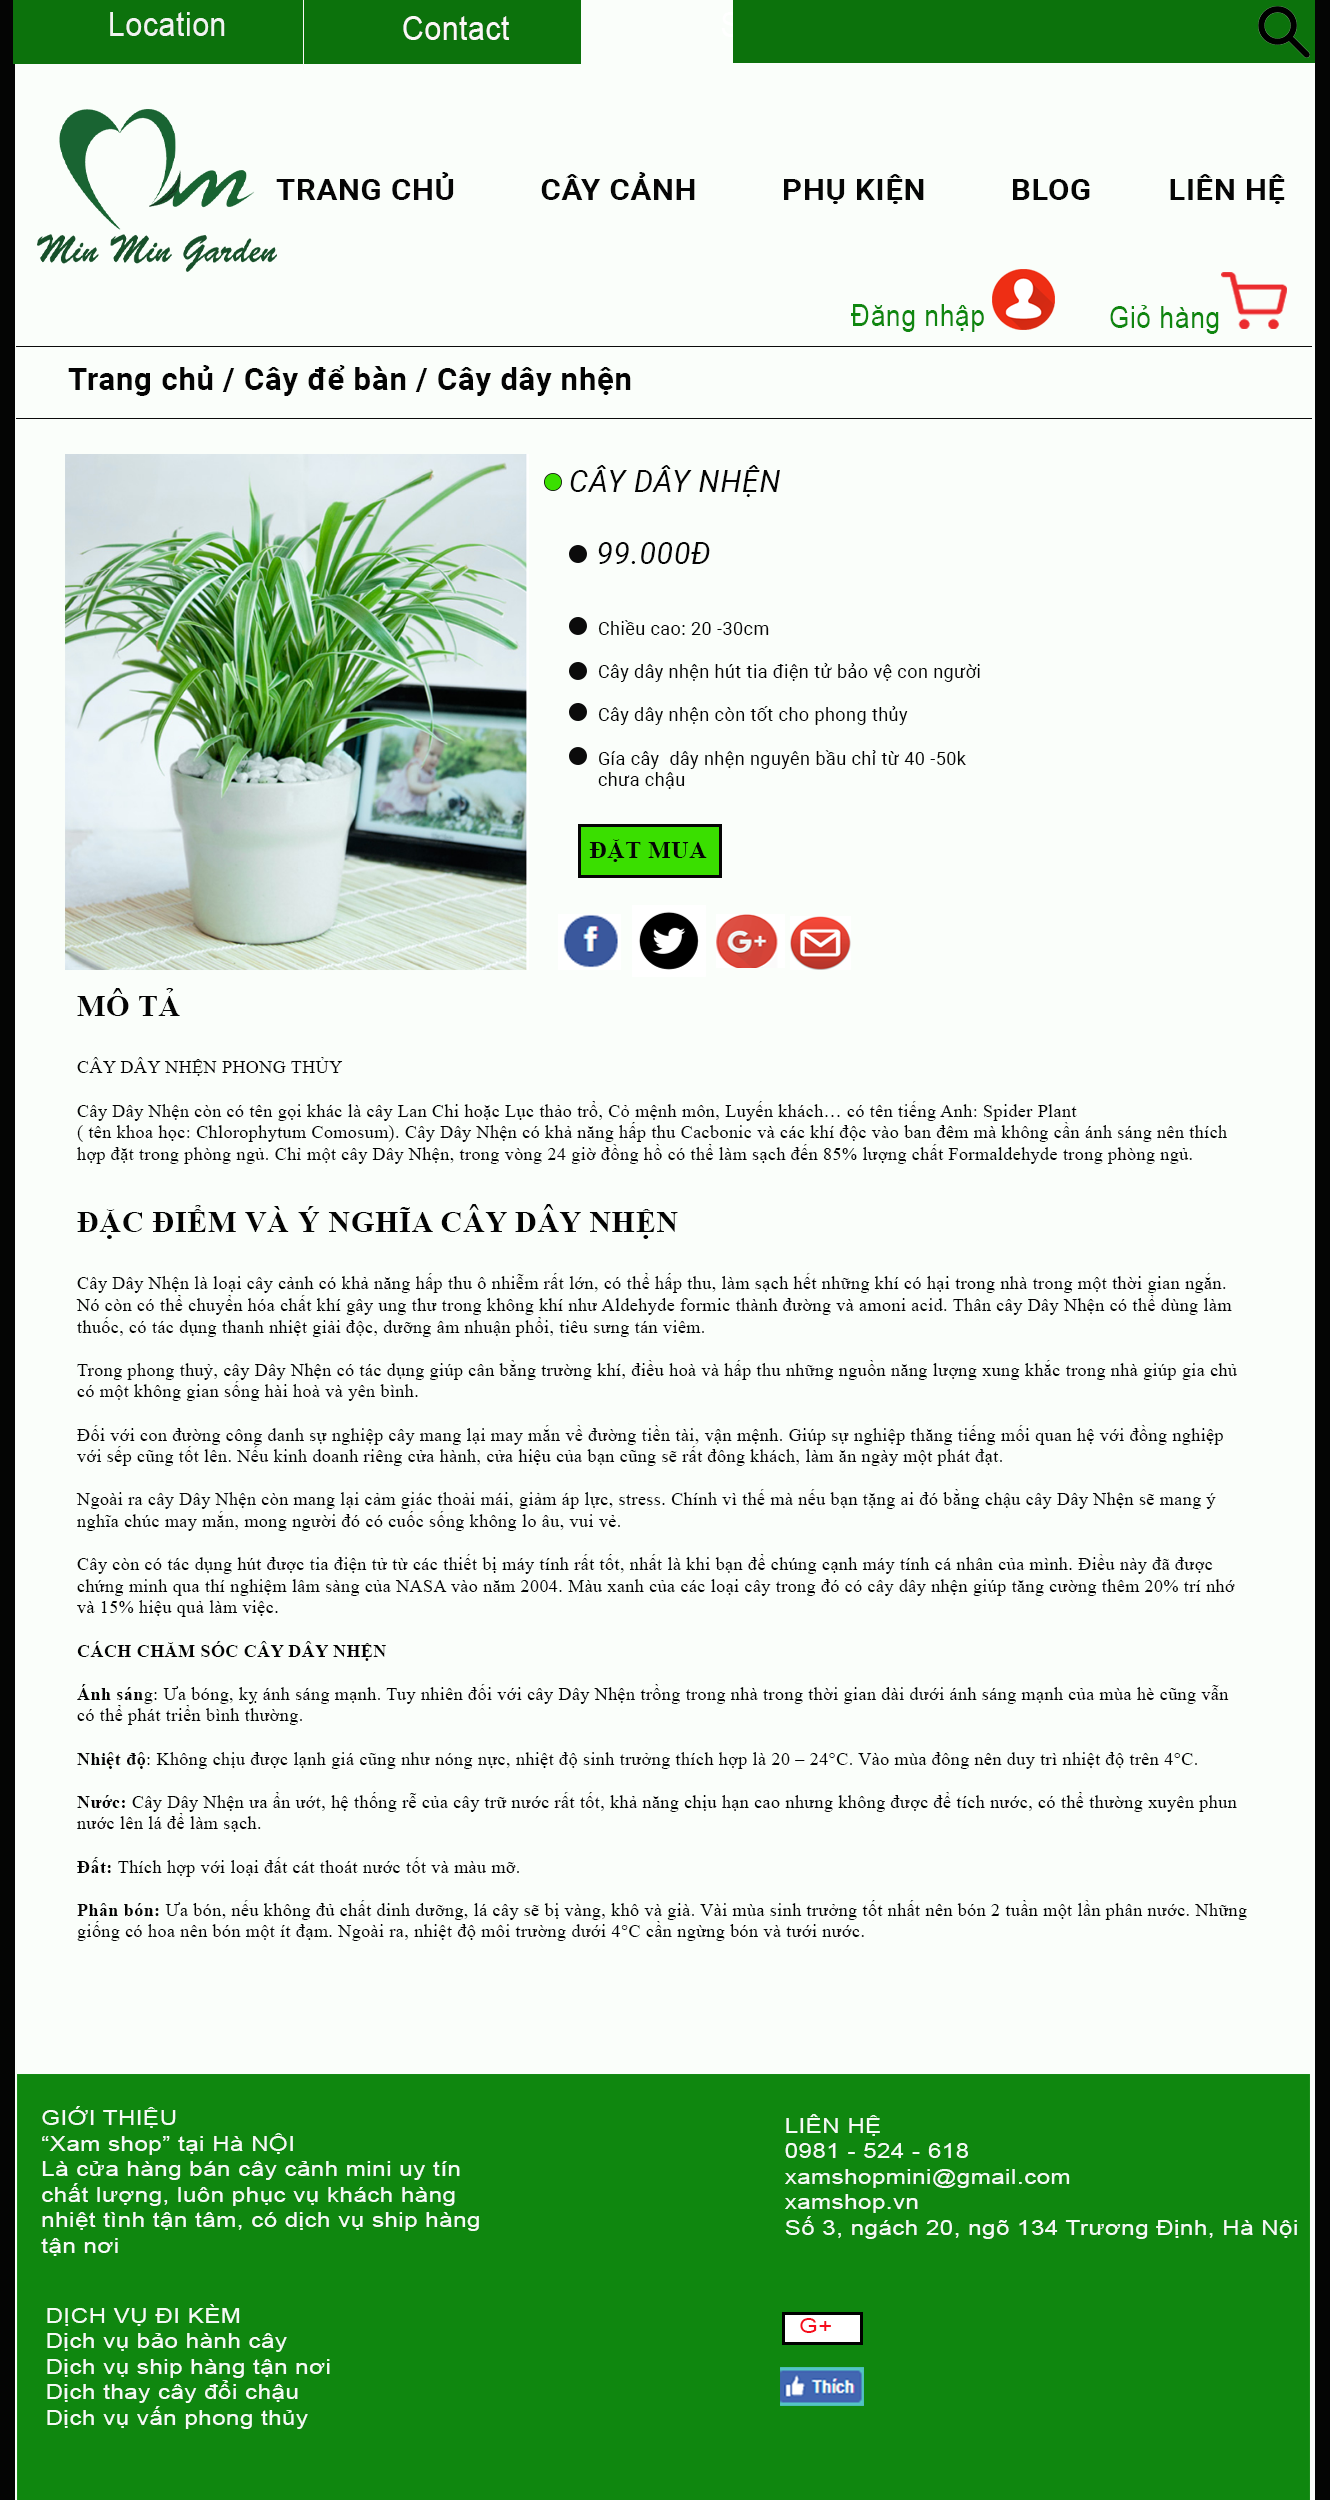 Location
Contact
Min Min Garden
TRANG CHỦ
CÂY CẢNH
PHỤ KIỆN
BLOG
LIÊN HỆ
Đăng nhập
Giỏ hàng
Trang chủ / Cây để bàn / Cây dây nhện
CÂY DÂY NHỆN
99.000Đ
Chiều cao: 20 -30cm
Cây dây nhện hút tia điện tử bảo vệ con người
Cây dây nhện còn tốt cho phong thủy
Gía cây  dây nhện nguyên bầu chỉ từ 40 -50k
chưa chậu
ĐẶT MUA
f
G+
MÔ TẢ
CÂY DÂY NHỆN PHONG THỦY
Cây Dây Nhện còn có tên gọi khác là cây Lan Chi hoặc Lục thảo trổ, Cỏ mệnh môn, Luyến khách… có tên tiếng Anh: Spider Plant
( tên khoa học: Chlorophytum Comosum). Cây Dây Nhện có khả năng hấp thu Cacbonic và các khí độc vào ban đêm mà không cần ánh sáng nên thích
hợp đặt trong phòng ngủ. Chỉ một cây Dây Nhện, trong vòng 24 giờ đồng hồ có thể làm sạch đến 85% lượng chất Formaldehyde trong phòng ngủ.
ĐẶC ĐIỂM VÀ Ý NGHĨA CÂY DÂY NHỆN
Cây Dây Nhện là loại cây cảnh có khả năng hấp thu ô nhiễm rất lớn, có thể hấp thu, làm sạch hết những khí có hại trong nhà trong một thời gian ngắn.
Nó còn có thể chuyển hóa chất khí gây ung thư trong không khí như Aldehyde formic thành đường và amoni acid. Thân cây Dây Nhện có thể dùng làm
thuốc, có tác dụng thanh nhiệt giải độc, dưỡng âm nhuận phổi, tiêu sưng tán viêm.
Trong phong thuỷ, cây Dây Nhện có tác dụng giúp cân bằng trường khí, điều hoà và hấp thu những nguồn năng lượng xung khắc trong nhà giúp gia chủ
có một không gian sống hài hoà và yên bình.
Đối với con đường công danh sự nghiệp cây mang lại may mắn về đường tiền tài, vận mệnh. Giúp sự nghiệp thăng tiếng mối quan hệ với đồng nghiệp
với sếp cũng tốt lên. Nếu kinh doanh riêng cửa hành, cửa hiệu của bạn cũng sẽ rất đông khách, làm ăn ngày một phát đạt.
Ngoài ra cây Dây Nhện còn mang lại cảm giác thoải mái, giảm áp lực, stress. Chính vì thế mà nếu bạn tặng ai đó bằng chậu cây Dây Nhện sẽ mang ý
nghĩa chúc may mắn, mong người đó có cuốc sống không lo âu, vui vẻ.
Cây còn có tác dụng hút được tia điện tử từ các thiết bị máy tính rất tốt, nhất là khi bạn để chúng cạnh máy tính cá nhân của mình. Điều này đã được
chứng minh qua thí nghiệm lâm sàng của NASA vào năm 2004. Màu xanh của các loại cây trong đó có cây dây nhện giúp tăng cường thêm 20% trí nhớ
và 15% hiệu quả làm việc.
CÁCH CHĂM SÓC CÂY DÂY NHỆN
Ánh sáng: Ưa bóng, kỵ ánh sáng mạnh. Tuy nhiên đối với cây Dây Nhện trồng trong nhà trong thời gian dài dưới ánh sáng mạnh của mùa hè cũng vẫn
có thể phát triển bình thường.
Nhiệt độ: Không chịu được lạnh giá cũng như nóng nực, nhiệt độ sinh trưởng thích hợp là 20 – 24°C. Vào mùa đông nên duy trì nhiệt độ trên 4°C.
Nước: Cây Dây Nhện ưa ẩn ướt, hệ thống rễ của cây trữ nước rất tốt, khả năng chịu hạn cao nhưng không được để tích nước, có thể thường xuyên phun
nước lên lá để làm sạch.
Đất: Thích hợp với loại đất cát thoát nước tốt và màu mỡ.
Phân bón: Ưa bón, nếu không đủ chất dinh dưỡng, lá cây sẽ bị vàng, khô và già. Vài mùa sinh trưởng tốt nhất nên bón 2 tuần một lần phân nước. Những
giống có hoa nên bón một ít đạm. Ngoài ra, nhiệt độ môi trường dưới 4°C cần ngừng bón và tưới nước.
GIỚI THIỆU
“Xam shop” tại Hà NỘI
Là cửa hàng bán cây cảnh mini uy tín
chất lượng, luôn phục vụ khách hàng
nhiệt tình tận tâm, có dịch vụ ship hàng
tận nơi
LIÊN HỆ
0981 - 524 - 618
xamshopmini@gmail.com
xamshop.vn
Số 3, ngách 20, ngõ 134 Trương Định, Hà Nội
DỊCH VỤ ĐI KÈM
Dịch vụ bảo hành cây
Dịch vụ ship hàng tận nơi
Dịch thay cây đổi chậu
Dịch vụ vấn phong thủy
G+
Thích